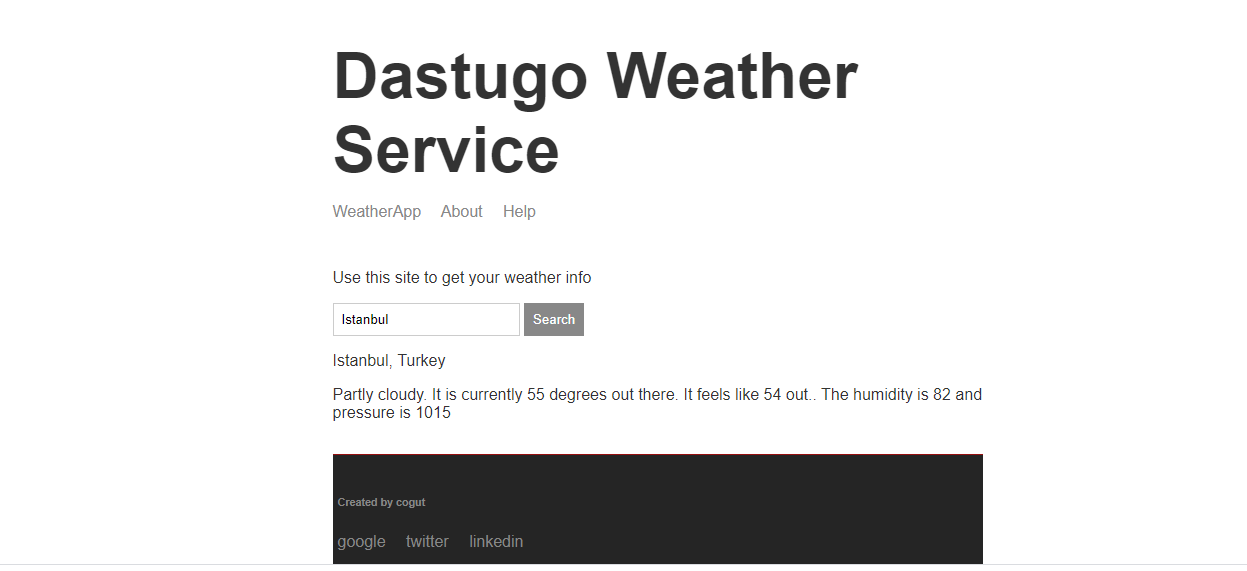 Dastugo Weather
Service
WeatherApp About Help
Use this site to get your weather info
Istanbul Search
Istanbul, Turkey
Partly cloudy. It is currently 55 degrees out there. It feels like 54 out.. The humidity is 82 and
pressure is 1015
Created by cogut
google twitter linkedin